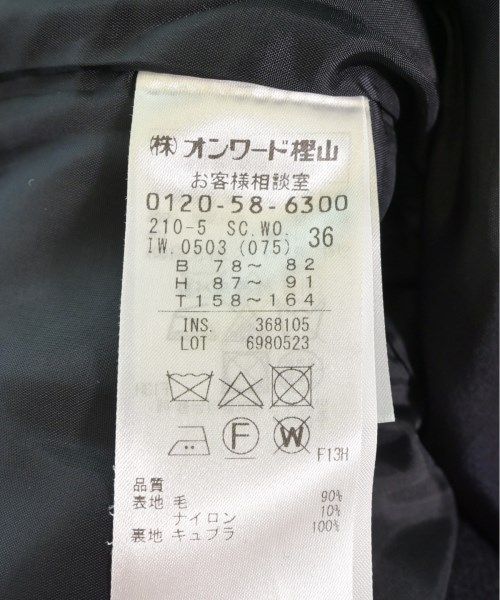 (株)オンワード樫山
お客様相談室
0120-58-6300
210-5 SC.WO. 36
IW.0503 (075)
B 78～ 82
H 87～ 91
T 158～164
INS. 368105
LOT 6980523
F W
F13H
品質
表地 毛 90%
ナイロン 10%
裏地 キュプラ 100%